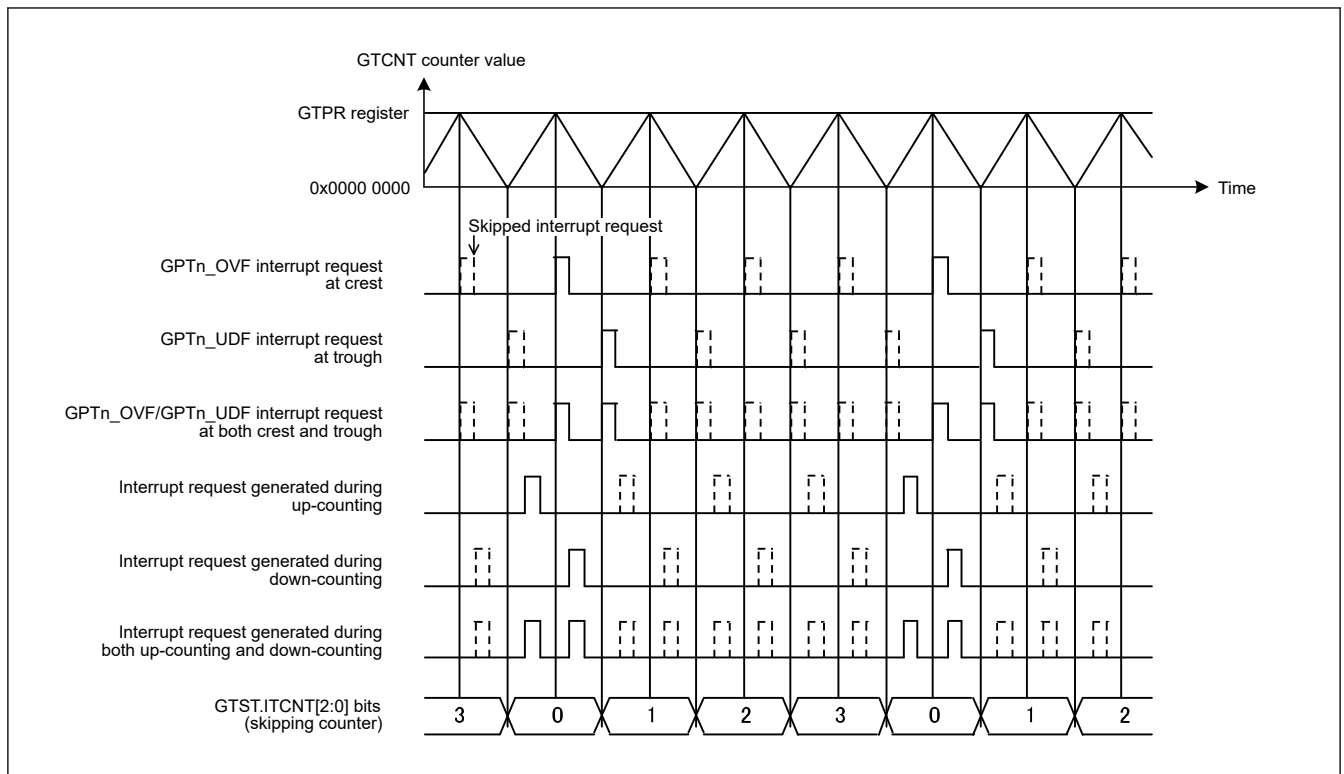 GTCNT counter value
GTPR register
0x0000 0000
Time
Skipped interrupt request
GPTn_OVF interrupt request
at crest
GPTn_UDF interrupt request
at trough
GPTn_OVF/GPTn_UDF interrupt request
at both crest and trough
Interrupt request generated during
up-counting
Interrupt request generated during
down-counting
Interrupt request generated during
both up-counting and down-counting
GTST.ITCNT[2:0] bits
(skipping counter)
3 0 1 2 3 0 1 2